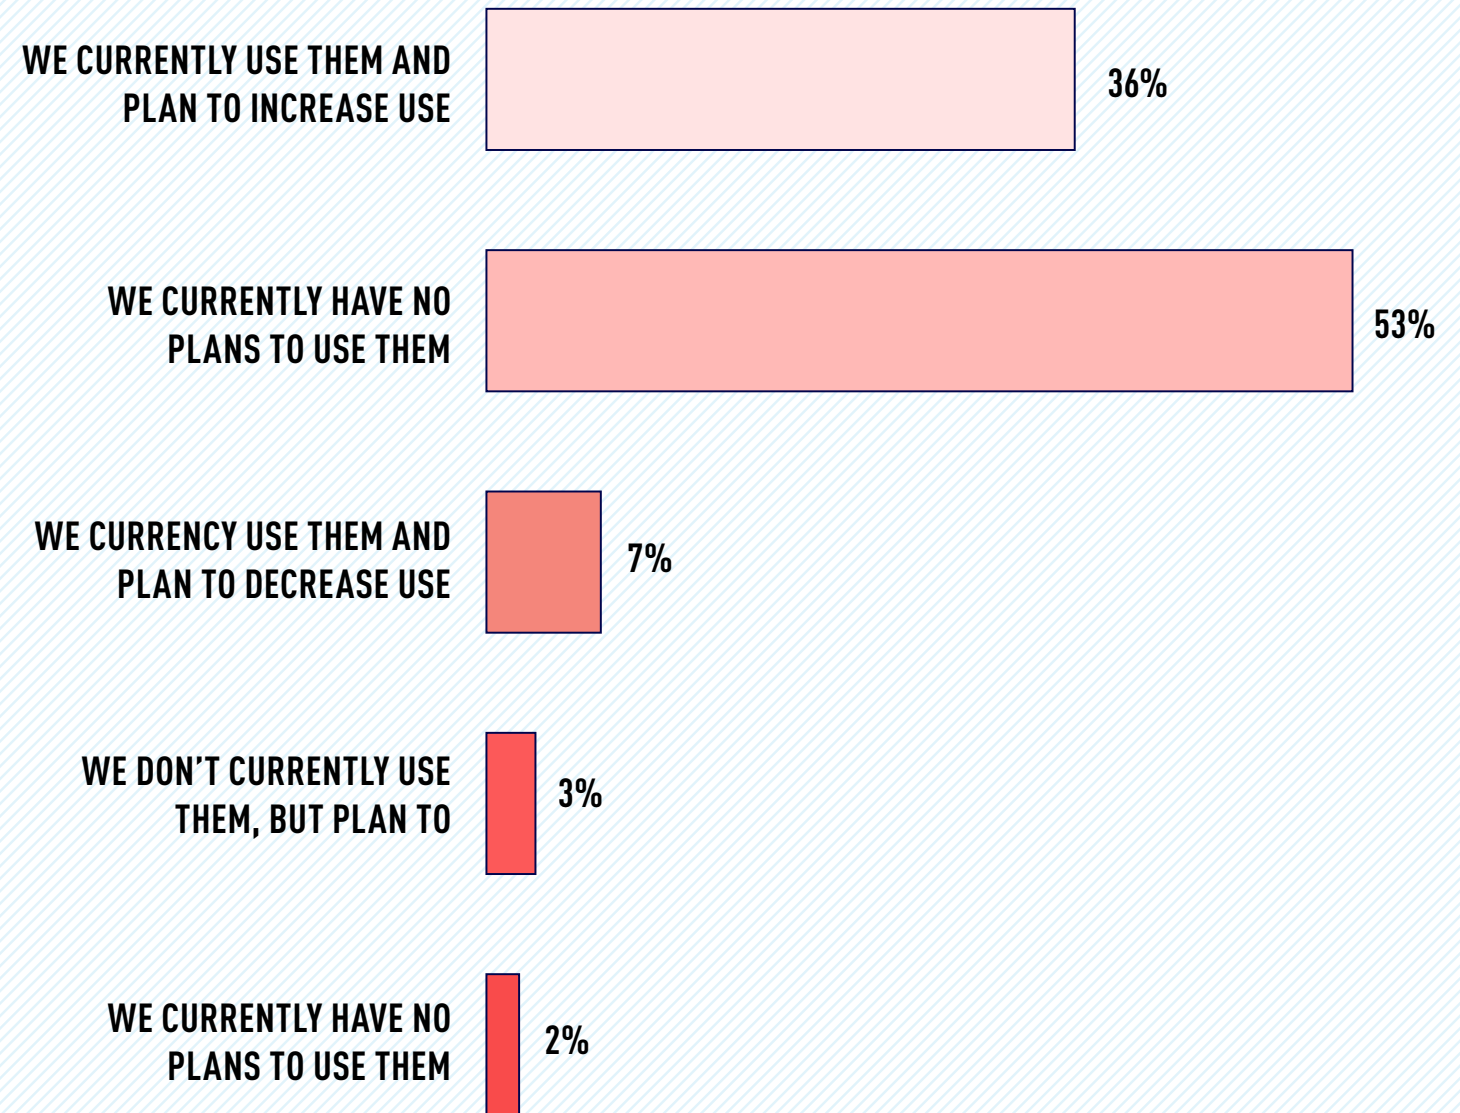 WE CURRENTLY USE THEM AND
PLAN TO INCREASE USE
36%
WE CURRENTLY HAVE NO
PLANS TO USE THEM
53%
WE CURRENCY USE THEM AND
PLAN TO DECREASE USE
7%
WE DON’T CURRENTLY USE
THEM, BUT PLAN TO
3%
WE CURRENTLY HAVE NO
PLANS TO USE THEM
2%